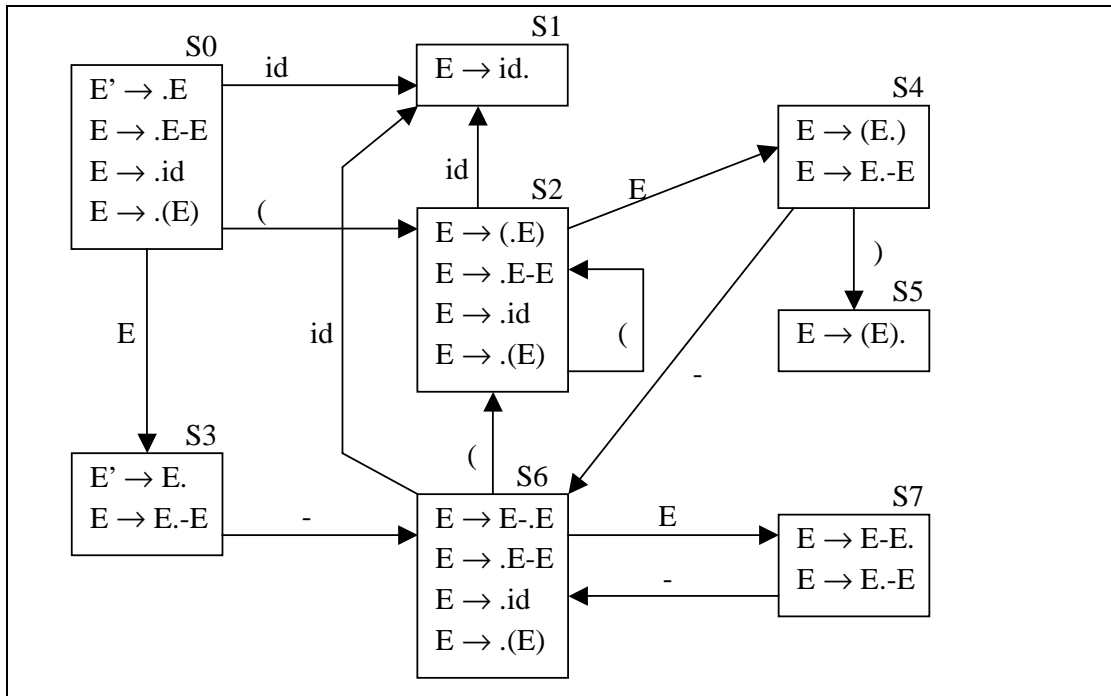 S0
E' → .E
E → .E-E
E → .id
E → .(E)
id
S1
E → id.
S4
E → (E.)
E → E.-E
id
E
S2
(
E → (.E)
E → .E-E
E → .id
E → .(E)
(
)
S5
E → (E).
E
id
-
S3
E' → E.
E → E.-E
-
(
S6
E → E-.E
E → .E-E
E → .id
E → .(E)
E
-
S7
E → E-E.
E → E.-E